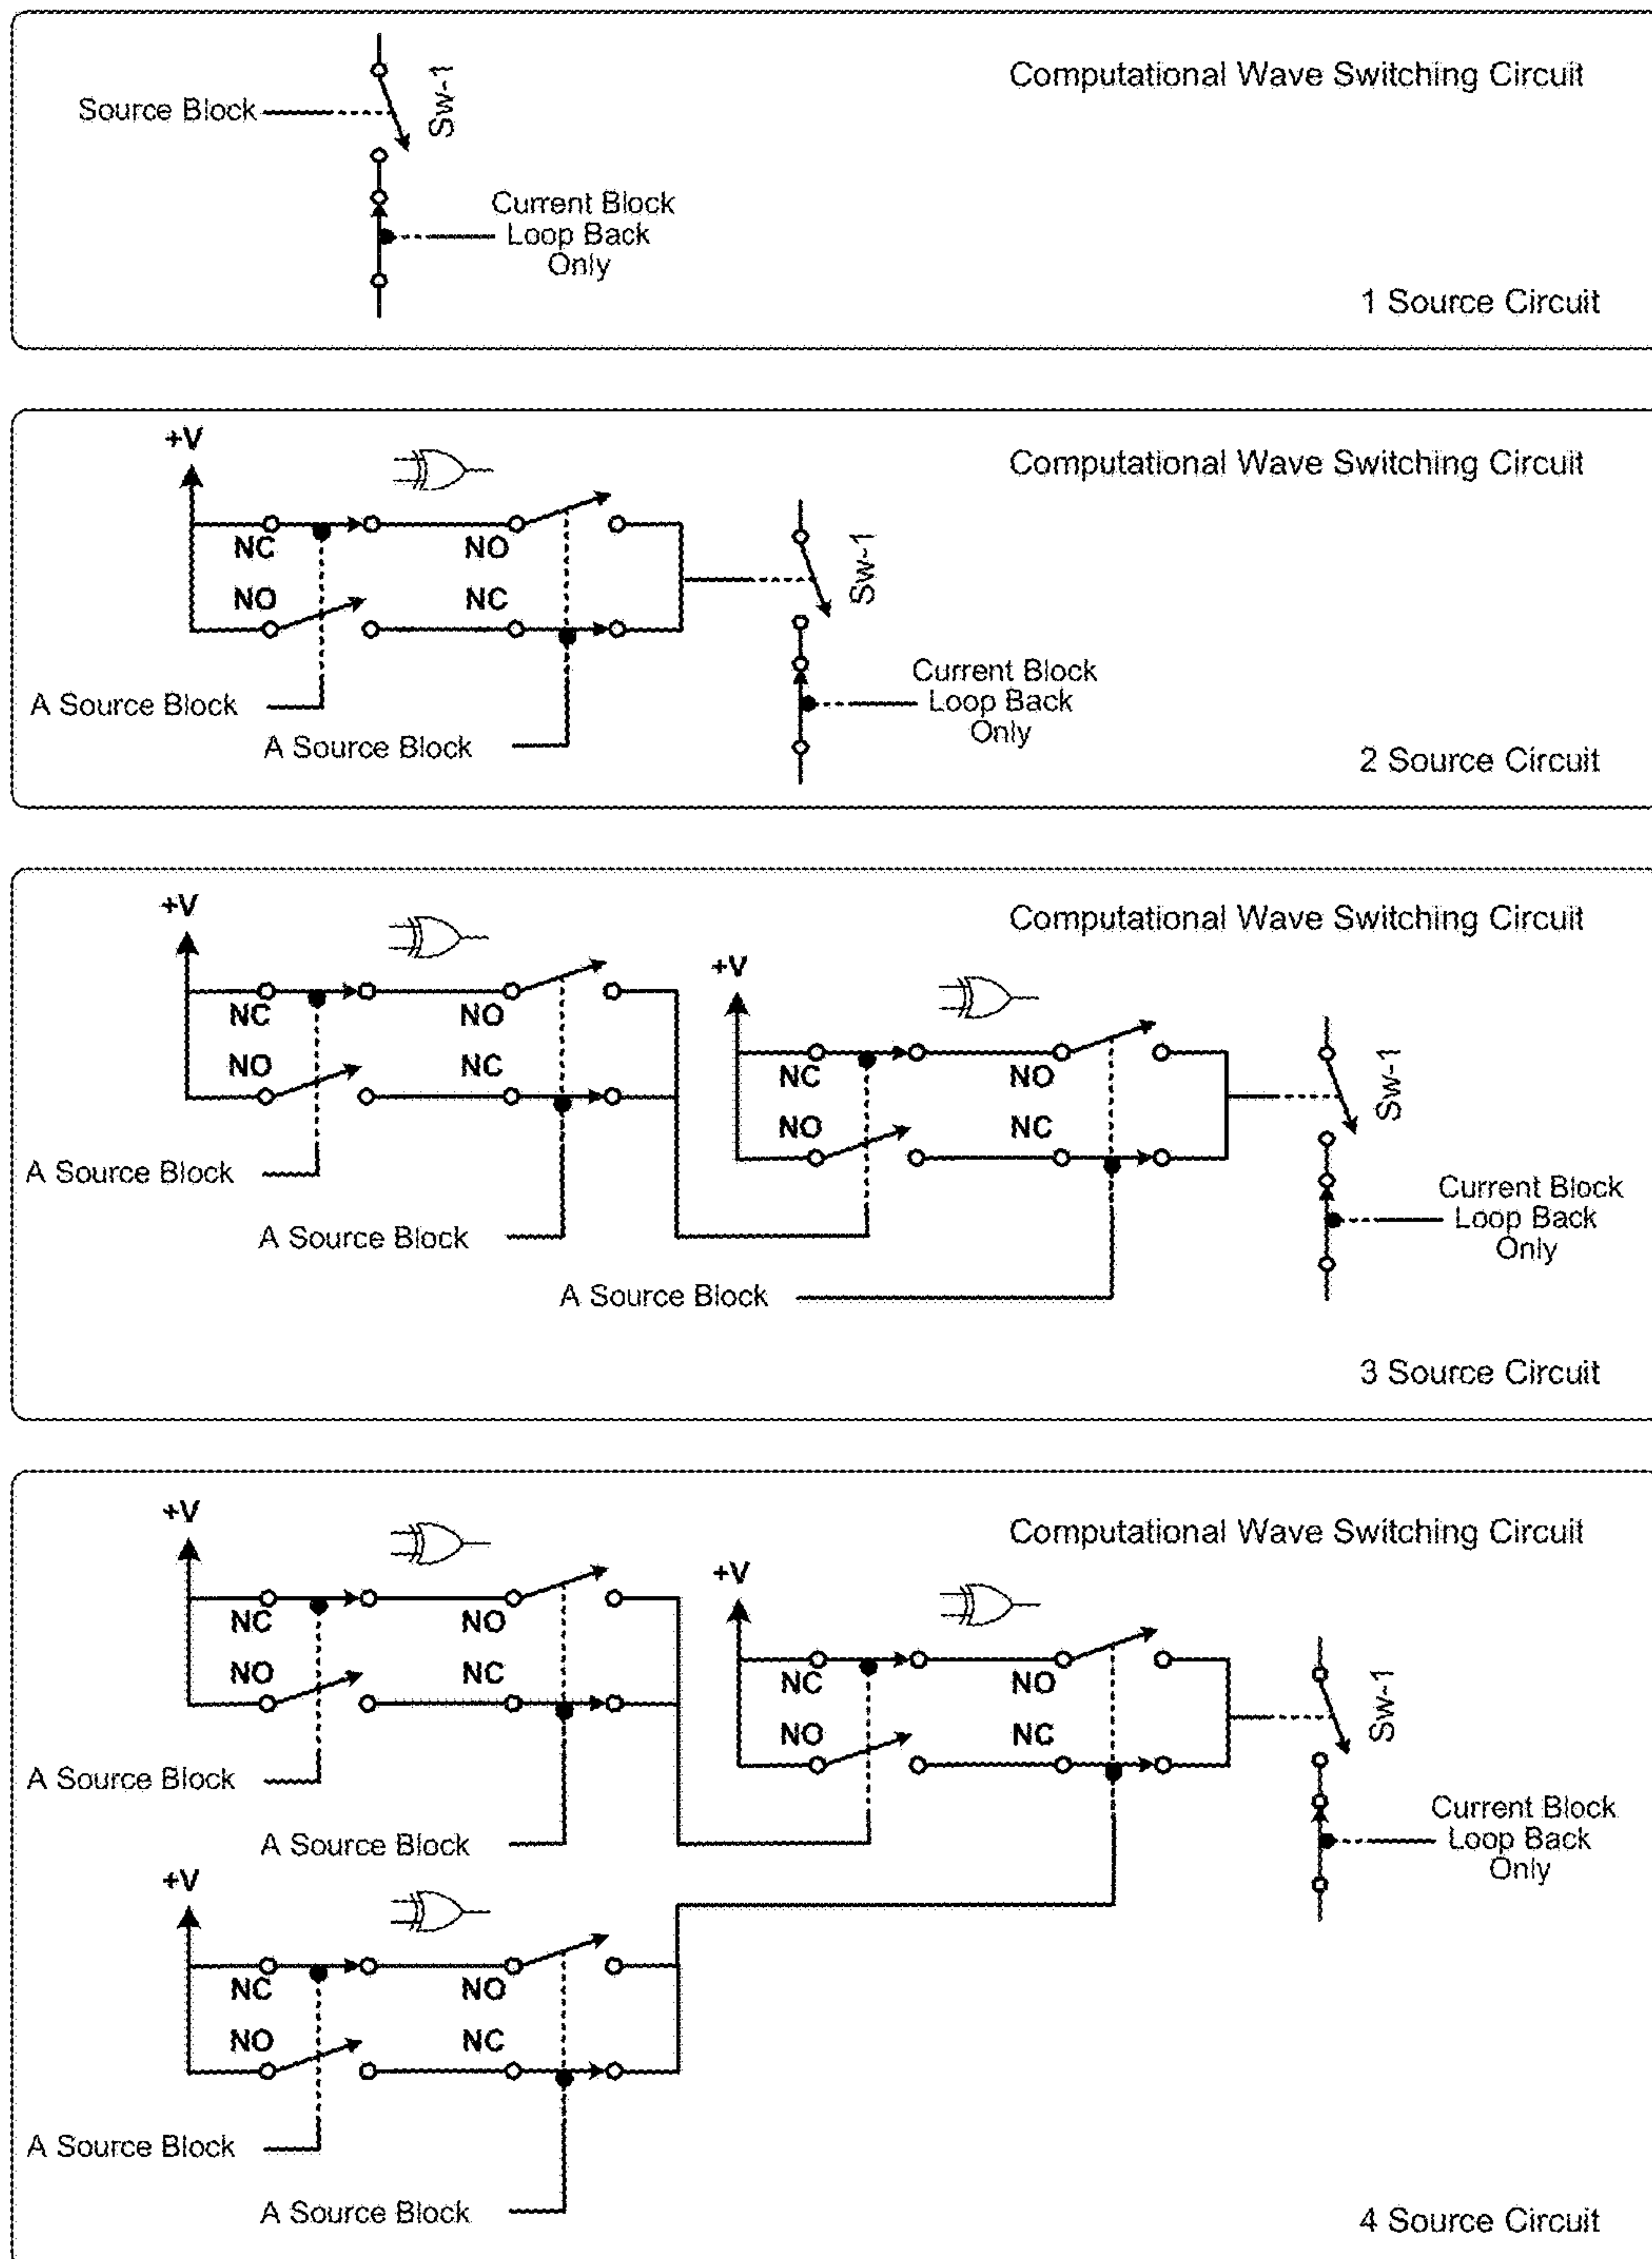 Computational Wave Switching Circuit
Sw-1
Source Block
Current Block
Loop Back
Only
1 Source Circuit
+V
Computational Wave Switching Circuit
NC
NO
NO
NC
Sw-1
A Source Block
A Source Block
Current Block
Loop Back
Only
2 Source Circuit
+V
Computational Wave Switching Circuit
+V
NC
NO
NO
NC
NC
NO
NO
NC
Sw-1
A Source Block
A Source Block
A Source Block
Current Block
Loop Back
Only
3 Source Circuit
+V
Computational Wave Switching Circuit
+V
NC
NO
NO
NC
NC
NO
NO
NC
Sw-1
A Source Block
A Source Block
Current Block
Loop Back
Only
+V
NC
NO
NO
NC
A Source Block
A Source Block
4 Source Circuit